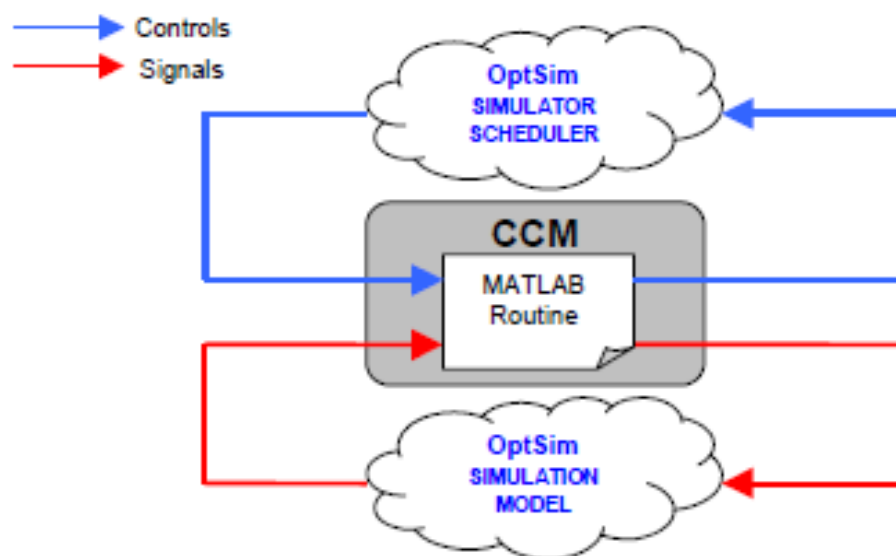 Controls
Signals
OptSim
SIMULATOR
SCHEDULER
CCM
MATLAB
Routine
OptSim
SIMULATION
MODEL